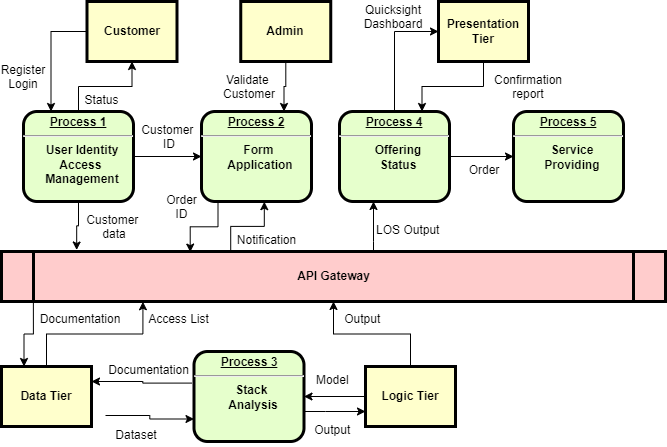 Customer
Admin
Quicksight
Dashboard
Presentation
Tier
Register
Login
Status
Validate
Customer
Confirmation
report
Process 1
User Identity
Access
Management
Customer
ID
Process 2
Form
Application
Process 4
Offering
Status
Order
Process 5
Service
Providing
Customer
data
Order
ID
Notification
LOS Output
API Gateway
Documentation
Access List
Output
Data Tier
Documentation
Dataset
Process 3
Stack
Analysis
Model
Output
Logic Tier